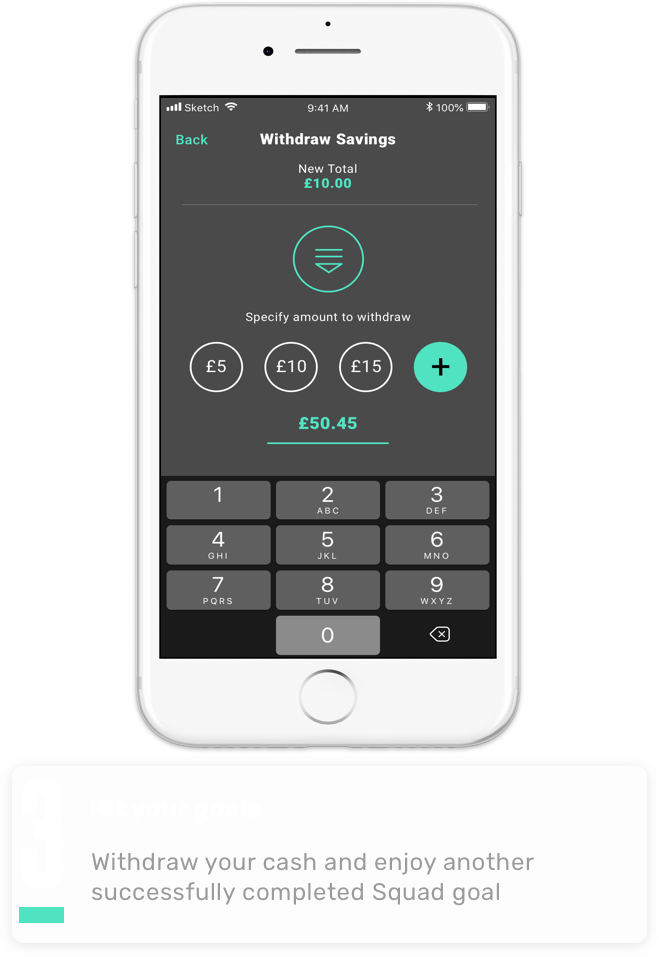 Sketch 9:41 AM 100%
Back Withdraw Savings
New Total
£10.00
Specify amount to withdraw
£5 £10 £15 +
£50.45
1 2 3
ABC DEF
4 5 6
GHI JKL MNO
7 8 9
PQRS TUV WXYZ
0
3
Hit your goals
Withdraw your cash and enjoy another
successfully completed Squad goal